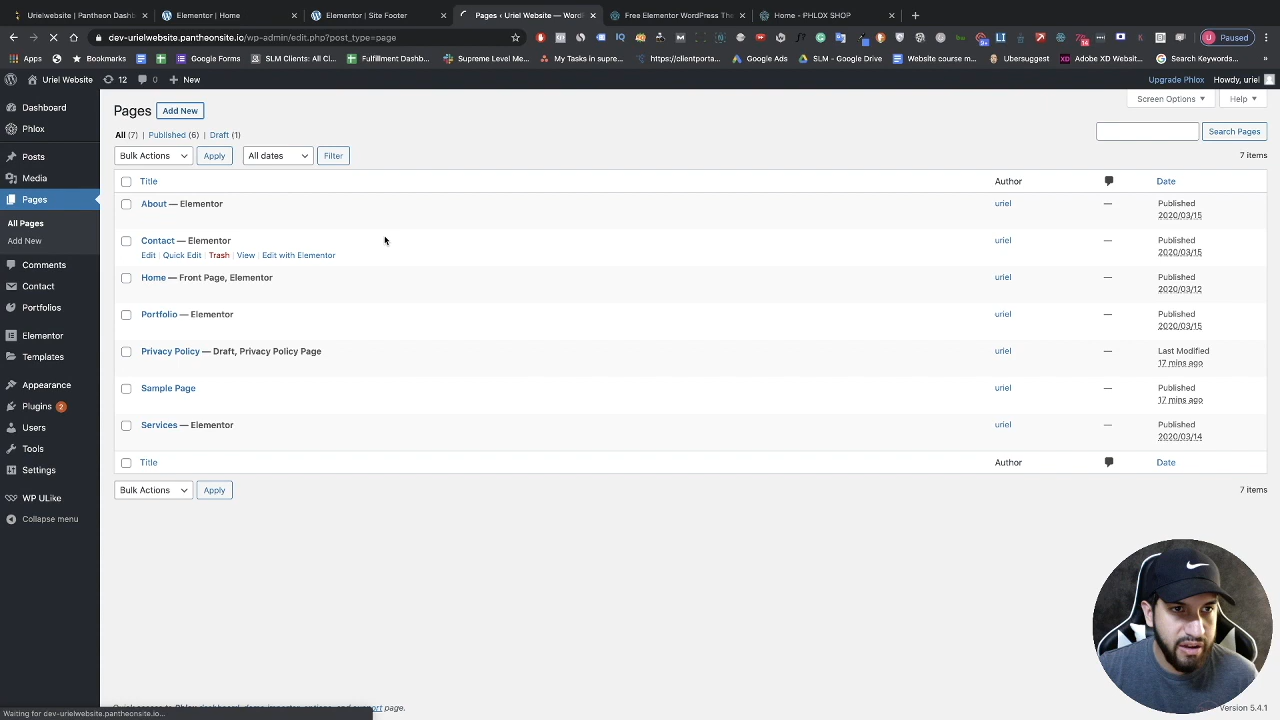 Pantheon Dashb
Elementor |
Elementor | Site Footer
Pages ‹ Uriel Website — Word
Free Elementor WordPress The
Home - PHLOX SHOP
dev-urielwebsite.pantheonsite.io/wp-admin/edit.php?post_type=page
Paused
Apps
Bookmarks
Google Forms
SLM Clients: All Cl...
Fulfillment Dashb...
Supreme Level Me...
My Tasks in supre...
https://clientporta...
Google Ads
SLM - Google Drive
Website course m...
Ubersuggest
Adobe XD
Search Keywords...
Uriel Website
12
0
New
Upgrade Phlox
Howdy, uriel
Dashboard
Phlox
Posts
Media
Pages
All Pages
Add New
Comments
Contact
Portfolios
Elementor
Templates
Appearance
Plugins 2
Users
Tools
Settings
WP ULike
Collapse menu
Pages Add New
Screen Options
Help
All (7) | Published (6) | Draft (1)
Search Pages
Bulk Actions Apply All dates Filter
7 items
Title Author Date
About — Elementor uriel — Published
2020/03/15
Contact — Elementor uriel — Published
Edit | Quick Edit | Trash | View | Edit with Elementor 2020/03/15
Home — Front Page, Elementor uriel — Published
2020/03/12
Portfolio — Elementor uriel — Published
2020/03/15
Privacy Policy — Draft, Privacy Policy Page uriel — Last Modified
17 mins ago
Sample Page uriel — Published
17 mins ago
Services — Elementor uriel — Published
2020/03/14
Title Author Date
Bulk Actions Apply
7 items
page.
Version 5.4.1
Waiting for dev-urielwebsite.pantheonsite.io...